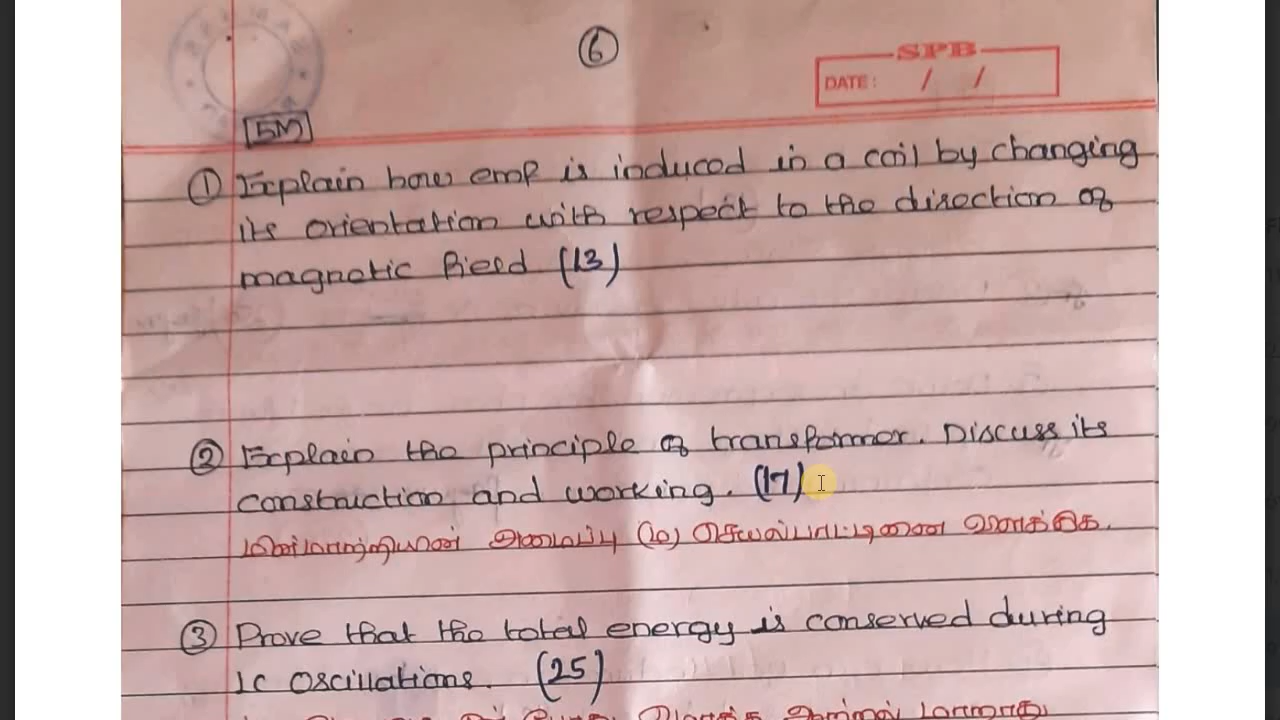 6
SPB
DATE: / /
5M
① Explain how emf is induced in a coil by changing
its orientation with respect to the direction of
magnetic field (13)
② Explain the principle of transformer. Discuss its
construction and working. (17)
மின்மாற்றியின் அமைப்பு (ம) செயல்பாட்டினை விளக்குக.
③ Prove that the total energy is conserved during
LC Oscillations. (25)